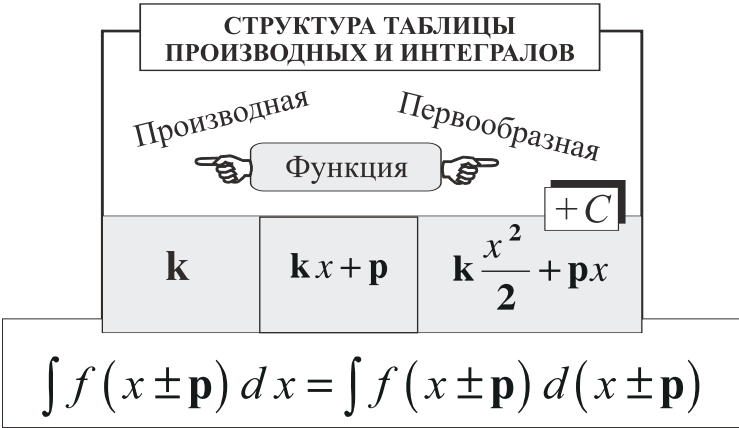 СТРУКТУРА ТАБЛИЦЫ
ПРОИЗВОДНЫХ И ИНТЕГРАЛОВ
Производная
Первообразная
Функция
+ C
k
kx + p
k x²/2 + px
∫ f (x ± p) dx = ∫ f (x ± p) d(x ± p)